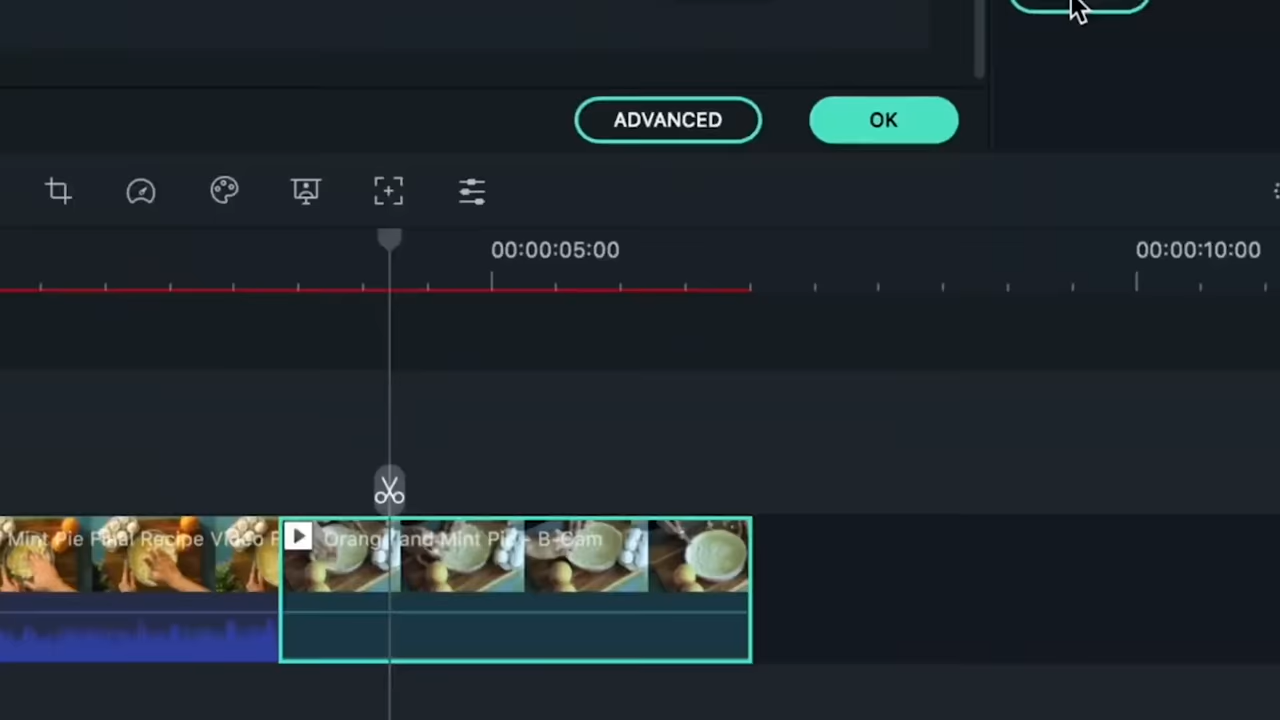 ADVANCED
OK
00:00:05:00
00:00:10:00
Mint Pie Final Recipe Video F
Orange and Mint Pie - B-Cam